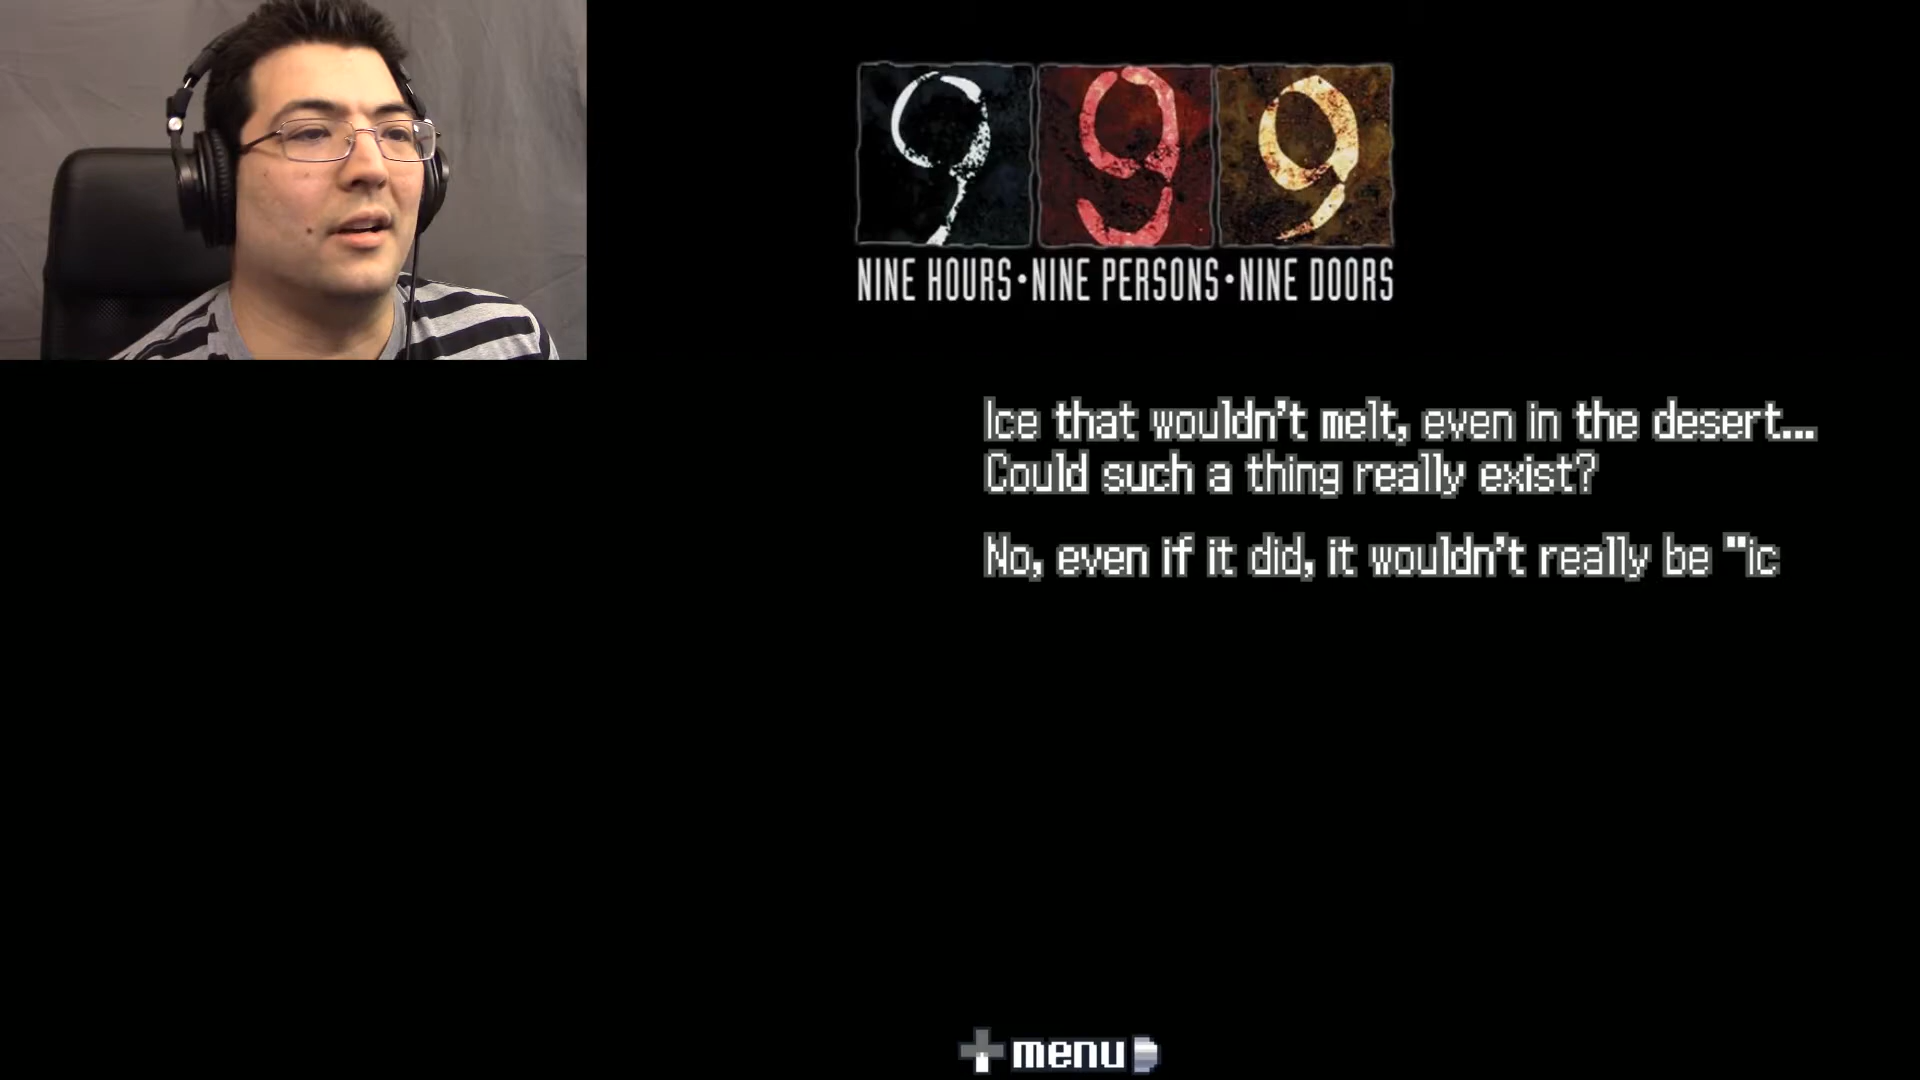 999
NINE HOURS•NINE PERSONS•NINE DOORS
Ice that wouldn't melt, even in the desert...
Could such a thing really exist?
No, even if it did, it wouldn't really be "ic
menu